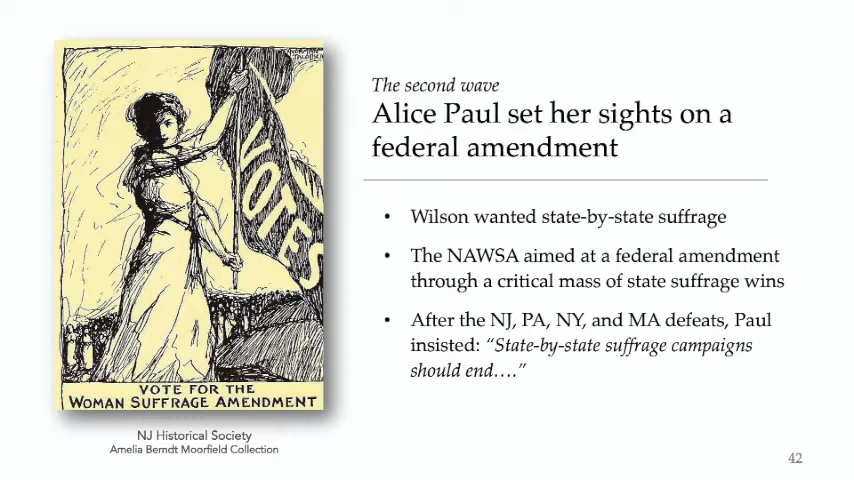 The second wave
Alice Paul set her sights on a
federal amendment
• Wilson wanted state-by-state suffrage
• The NAWSA aimed at a federal amendment
through a critical mass of state suffrage wins
• After the NJ, PA, NY, and MA defeats, Paul
insisted: “State-by-state suffrage campaigns
should end….”
VOTES
VOTE FOR THE
WOMAN SUFFRAGE AMENDMENT
NJ Historical Society
Amelia Berndt Moorfield Collection
42